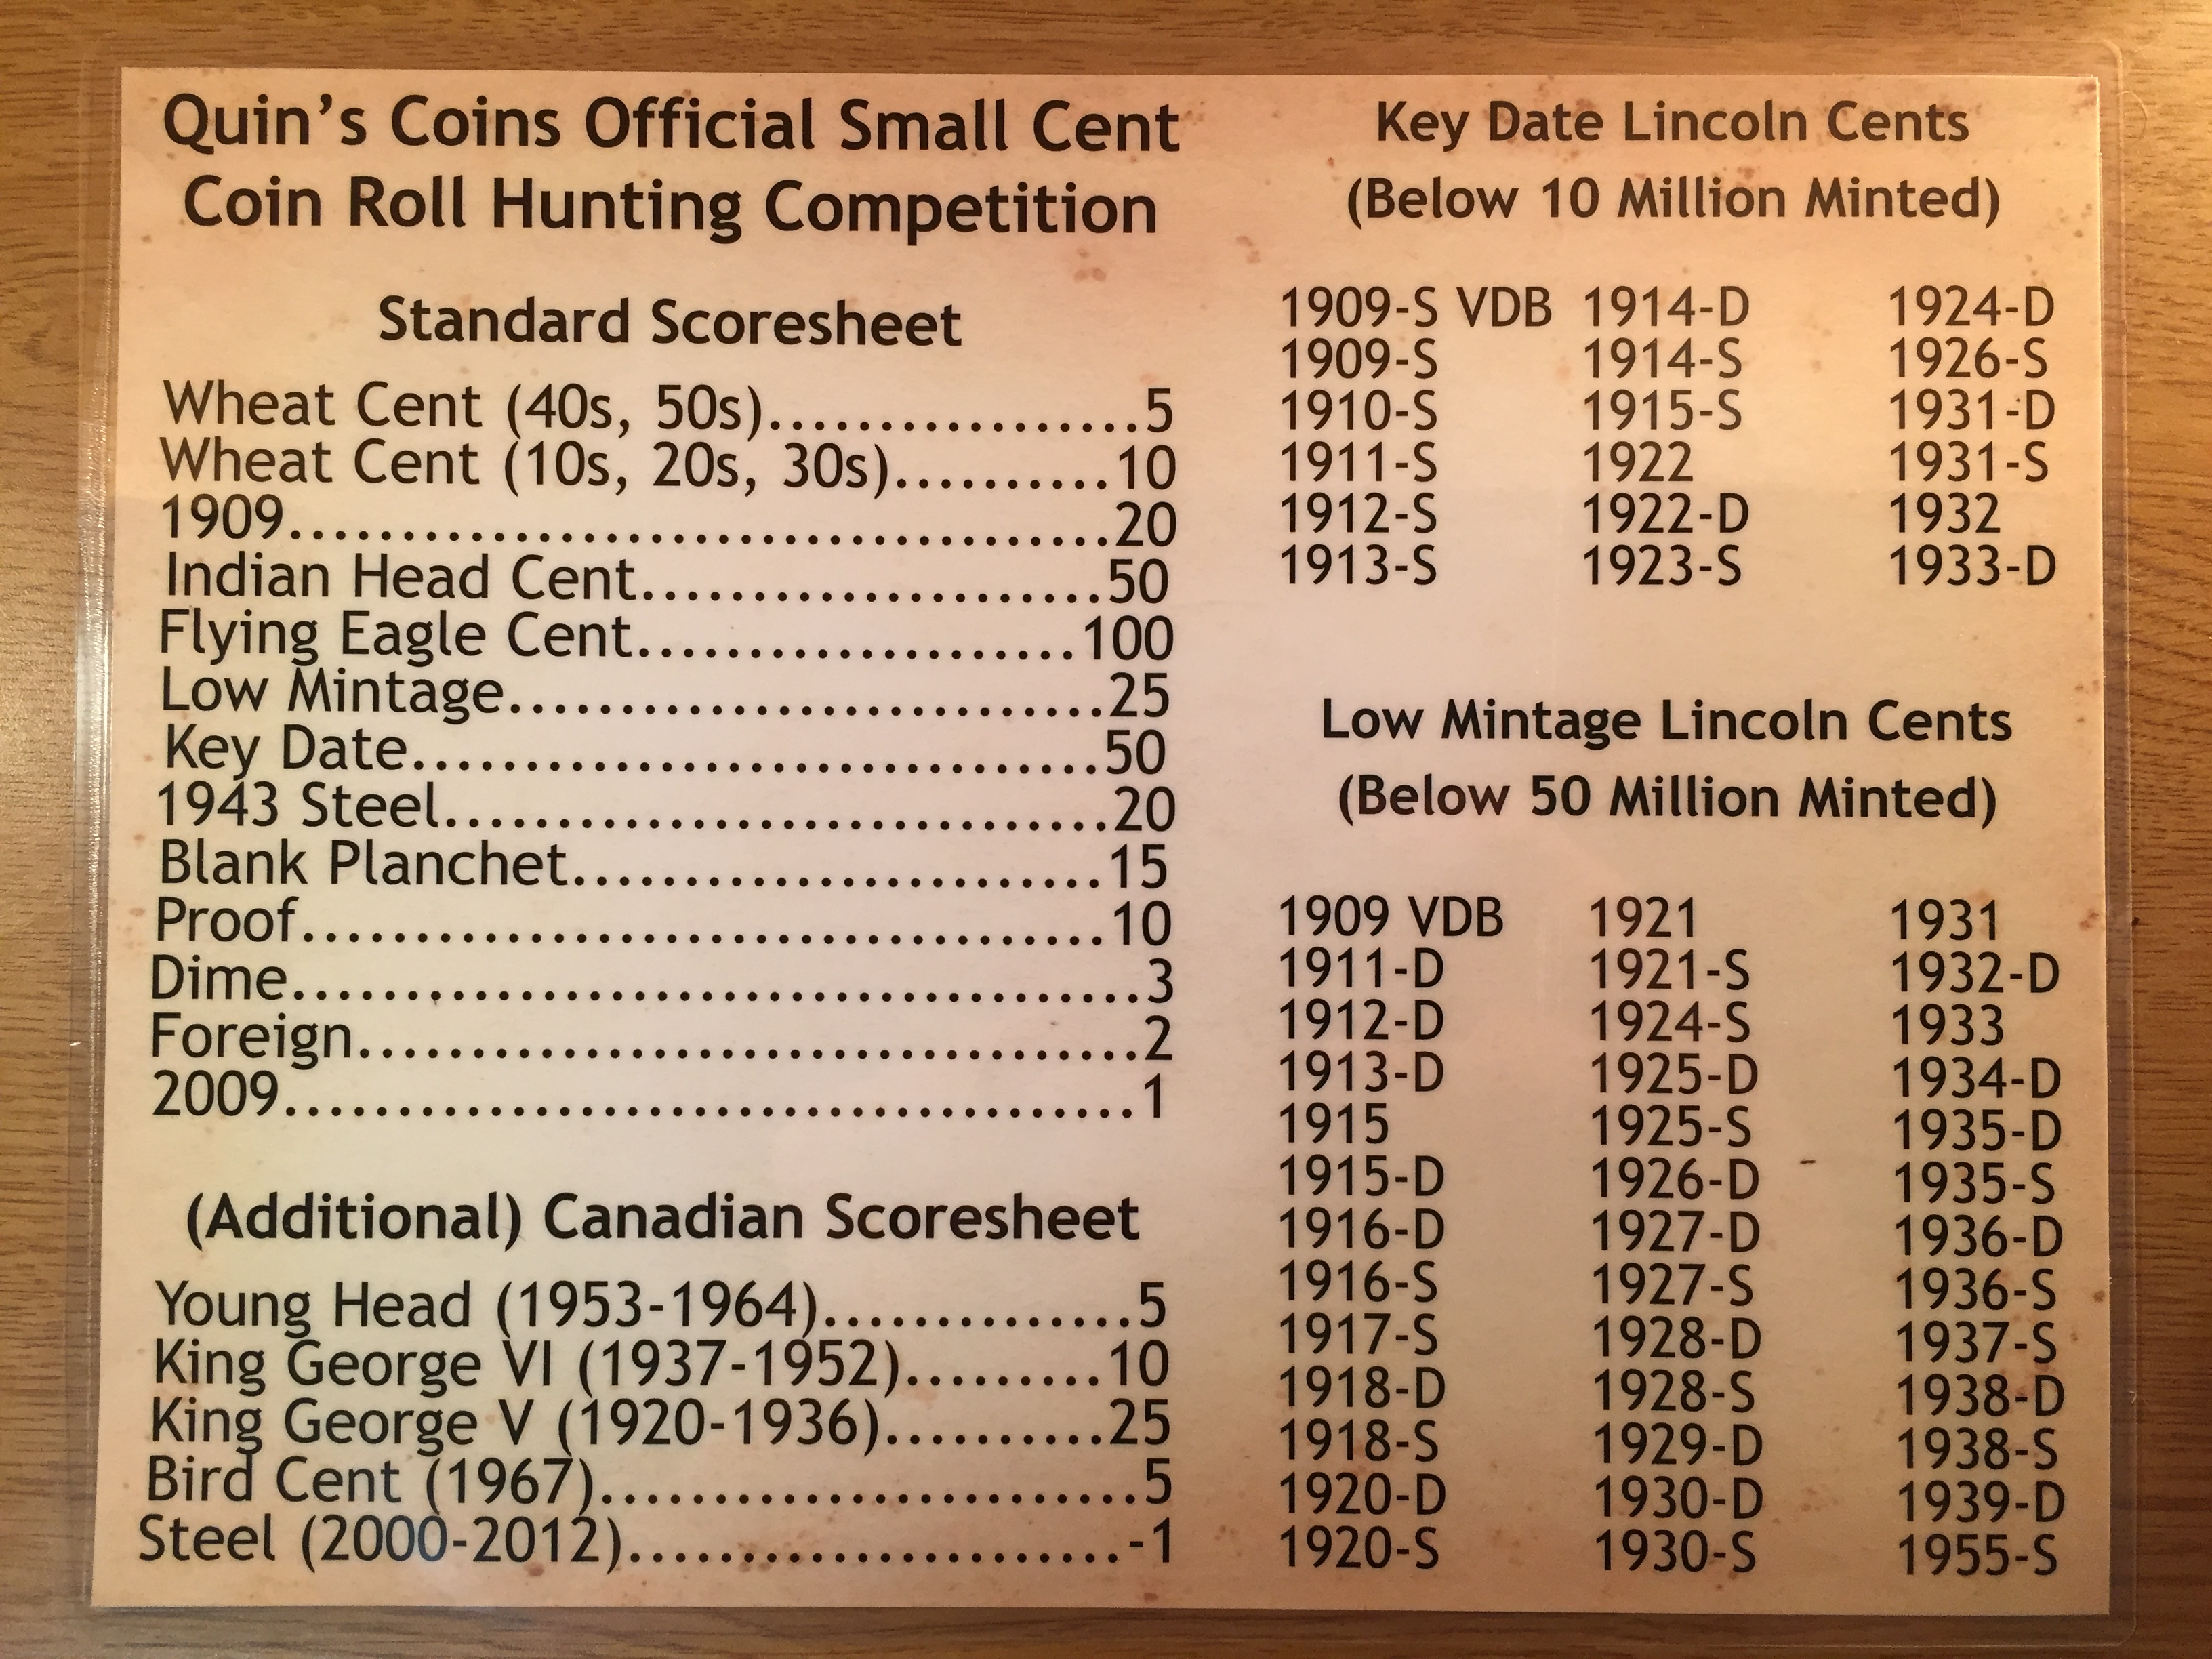 Quin's Coins Official Small Cent
Coin Roll Hunting Competition
Standard Scoresheet
Wheat Cent (40s, 50s).................5
Wheat Cent (10s, 20s, 30s)..........10
1909.....................................20
Indian Head Cent.....................50
Flying Eagle Cent....................100
Low Mintage...........................25
Key Date...............................50
1943 Steel..............................20
Blank Planchet........................15
Proof....................................10
Dime......................................3
Foreign...................................2
2009......................................1
(Additional) Canadian Scoresheet
Young Head (1953-1964)..............5
King George VI (1937-1952).........10
King George V (1920-1936)..........25
Bird Cent (1967)........................5
Steel (2000-2012)......................-1
Key Date Lincoln Cents
(Below 10 Million Minted)
1909-S VDB 1914-D 1924-D
1909-S 1914-S 1926-S
1910-S 1915-S 1931-D
1911-S 1922 1931-S
1912-S 1922-D 1932
1913-S 1923-S 1933-D
Low Mintage Lincoln Cents
(Below 50 Million Minted)
1909 VDB 1921 1931
1911-D 1921-S 1932-D
1912-D 1924-S 1933
1913-D 1925-D 1934-D
1915 1925-S 1935-D
1915-D 1926-D 1935-S
1916-D 1927-D 1936-D
1916-S 1927-S 1936-S
1917-S 1928-D 1937-S
1918-D 1928-S 1938-D
1918-S 1929-D 1938-S
1920-D 1930-D 1939-D
1920-S 1930-S 1955-S